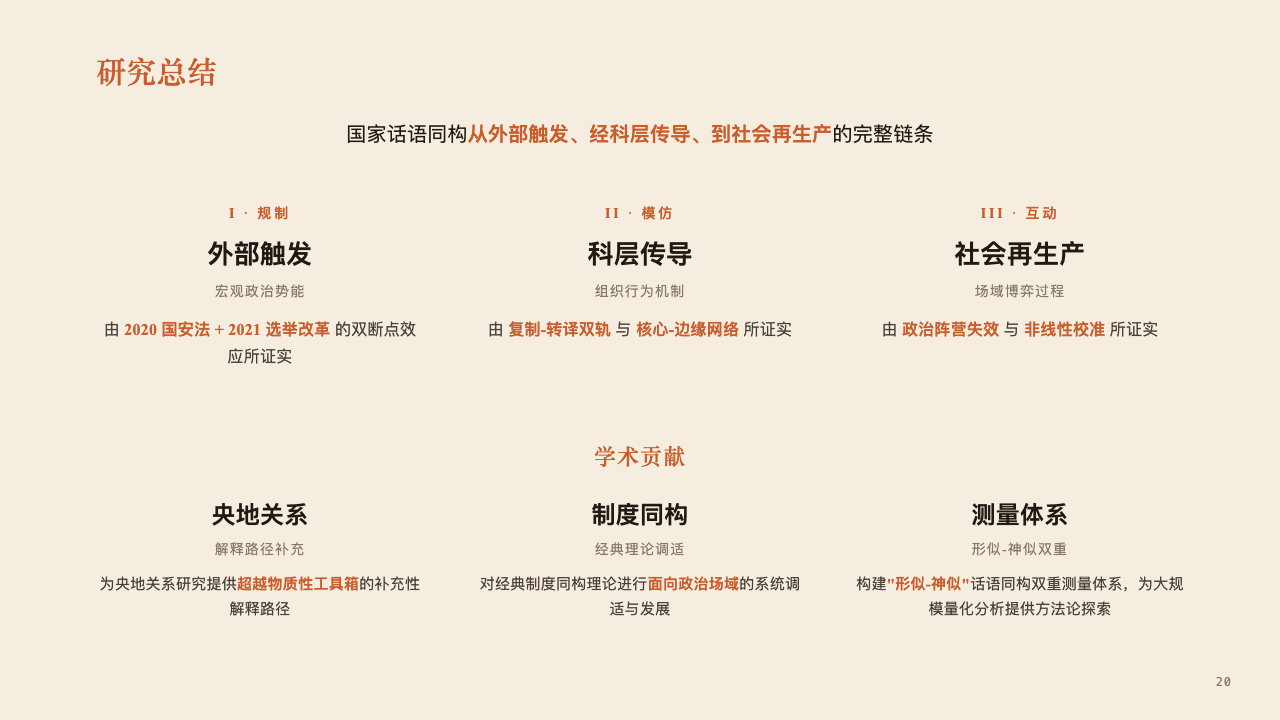 研究总结
国家话语同构从外部触发、经科层传导、到社会再生产的完整链条
I · 规制
外部触发
宏观政治势能
由 2020 国安法 + 2021 选举改革 的双断点效
应所证实
II · 模仿
科层传导
组织行为机制
由 复制-转译双轨 与 核心-边缘网络 所证实
III · 互动
社会再生产
场域博弈过程
由 政治阵营失效 与 非线性校准 所证实
学术贡献
央地关系
解释路径补充
为央地关系研究提供超越物质性工具箱的补充性
解释路径
制度同构
经典理论调适
对经典制度同构理论进行面向政治场域的系统调
适与发展
测量体系
形似-神似双重
构建"形似-神似"话语同构双重测量体系，为大规
模量化分析提供方法论探索
20